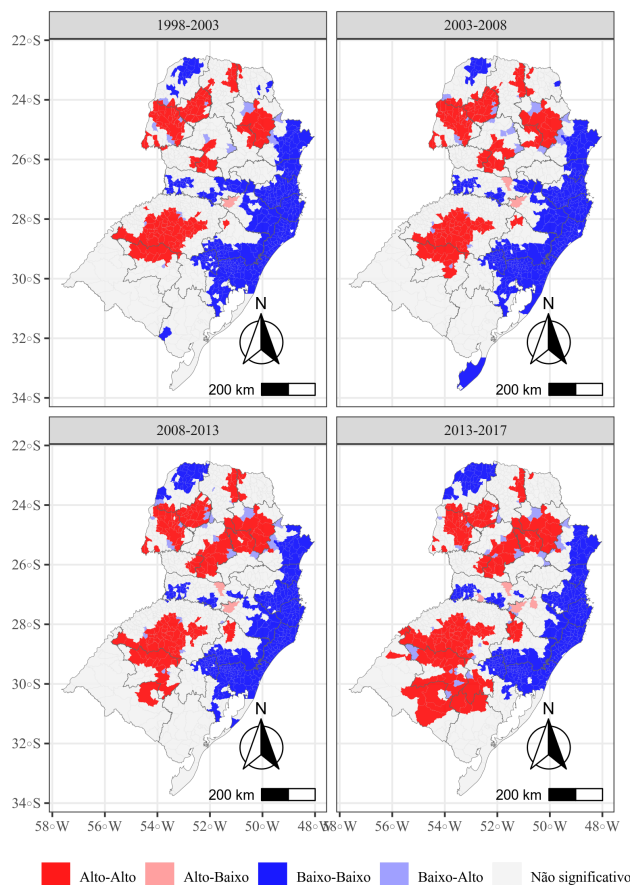 1998-2003 2003-2008
22°S
24°S
26°S
28°S
30°S
32°S
34°S
N N
200 km 200 km
2008-2013 2013-2017
22°S
24°S
26°S
28°S
30°S
32°S
34°S
N N
200 km 200 km
58°W 56°W 54°W 52°W 50°W 48°W 58°W 56°W 54°W 52°W 50°W 48°W
Alto-Alto Alto-Baixo Baixo-Baixo Baixo-Alto Não significativo